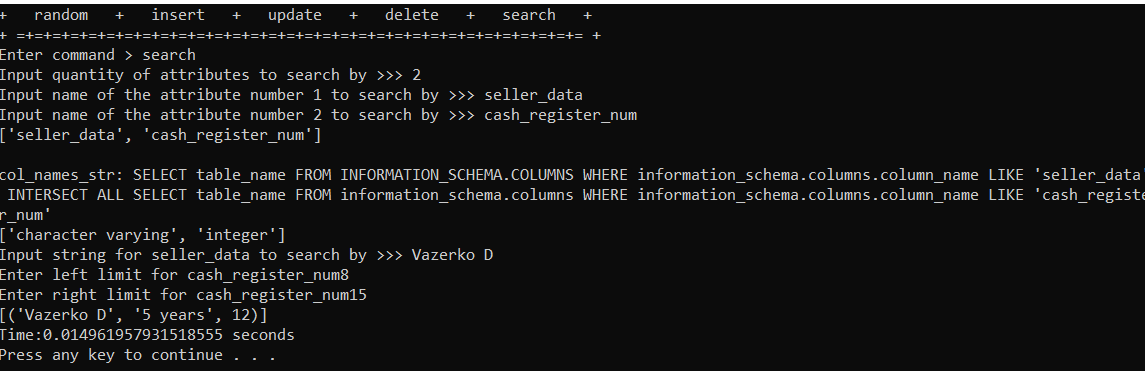 + random + insert + update + delete + search +
+ =+=+=+=+=+=+=+=+=+=+=+=+=+=+=+=+=+=+=+=+=+=+=+=+=+=+=+=+=+=+=+= +
Enter command > search
Input quantity of attributes to search by >>> 2
Input name of the attribute number 1 to search by >>> seller_data
Input name of the attribute number 2 to search by >>> cash_register_num
['seller_data', 'cash_register_num']
col_names_str: SELECT table_name FROM INFORMATION_SCHEMA.COLUMNS WHERE information_schema.columns.column_name LIKE 'seller_data'
INTERSECT ALL SELECT table_name FROM information_schema.columns WHERE information_schema.columns.column_name LIKE 'cash_registe
r_num'
['character varying', 'integer']
Input string for seller_data to search by >>> Vazerko D
Enter left limit for cash_register_num8
Enter right limit for cash_register_num15
[('Vazerko D', '5 years', 12)]
Time:0.014961957931518555 seconds
Press any key to continue . . .